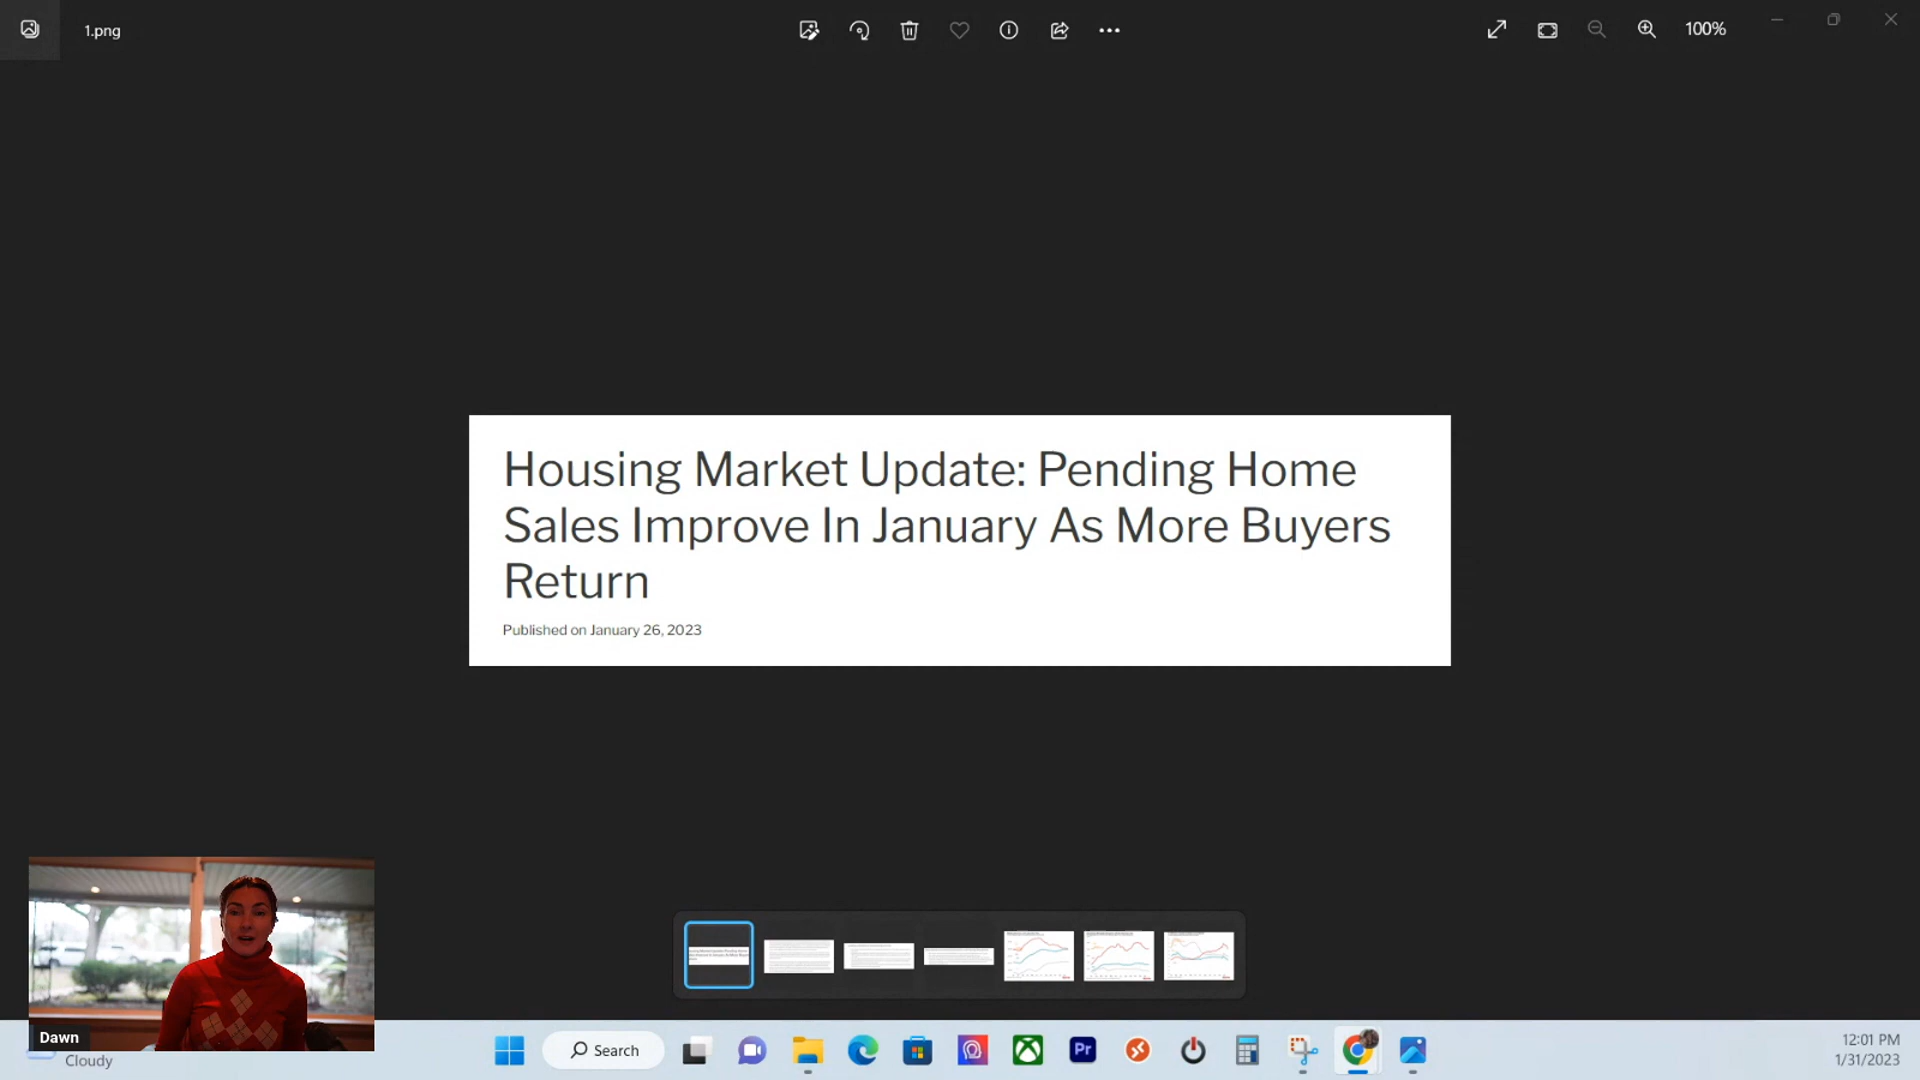 1.png
100%
Housing Market Update: Pending Home
Sales Improve In January As More Buyers
Return
Published on January 26, 2023
Dawn
Cloudy
Search
Pr
12:01 PM
1/31/2023